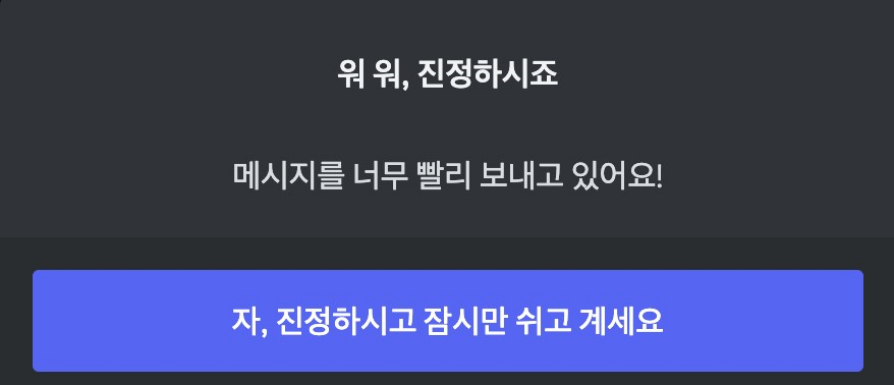 워 워, 진정하시죠
메시지를 너무 빨리 보내고 있어요!
자, 진정하시고 잠시만 쉬고 계세요